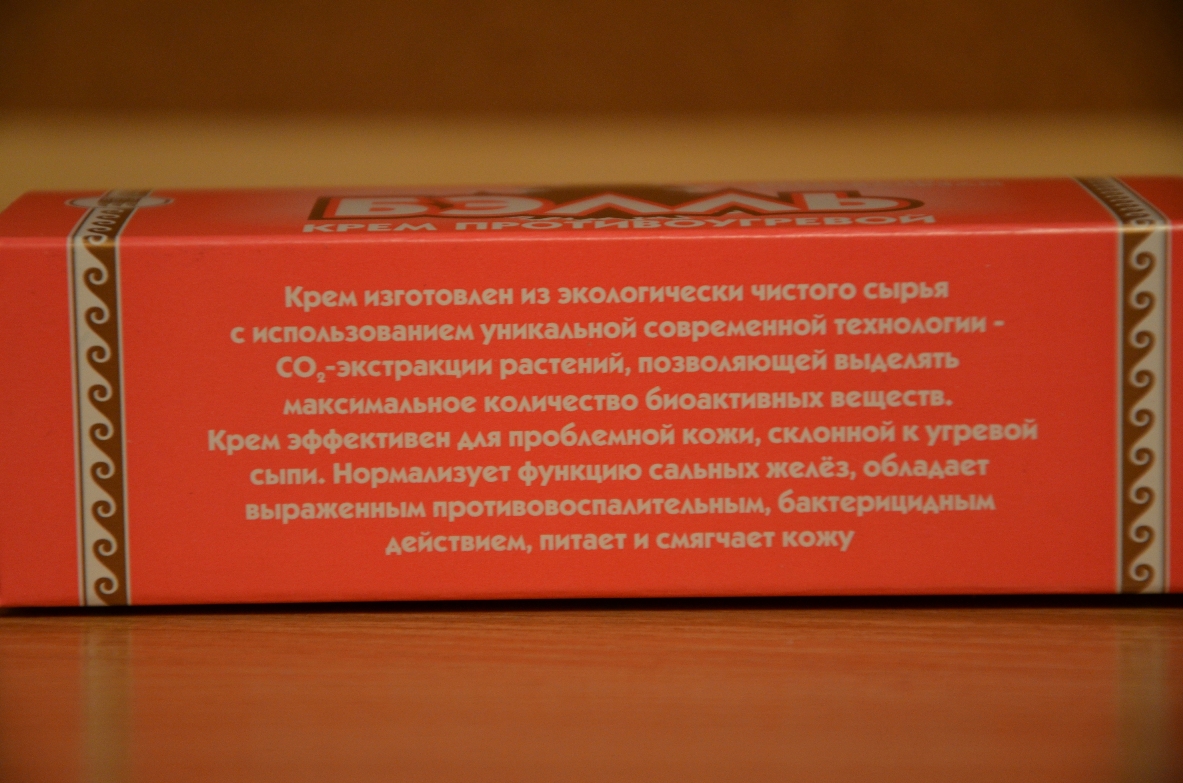 БЭЛЛЬ
КРЕМ ПРОТИВОУГРЕВОЙ
Крем изготовлен из экологически чистого сырья
с использованием уникальной современной технологии -
CO₂-экстракции растений, позволяющей выделять
максимальное количество биоактивных веществ.
Крем эффективен для проблемной кожи, склонной к угревой
сыпи. Нормализует функцию сальных желёз, обладает
выраженным противовоспалительным, бактерицидным
действием, питает и смягчает кожу